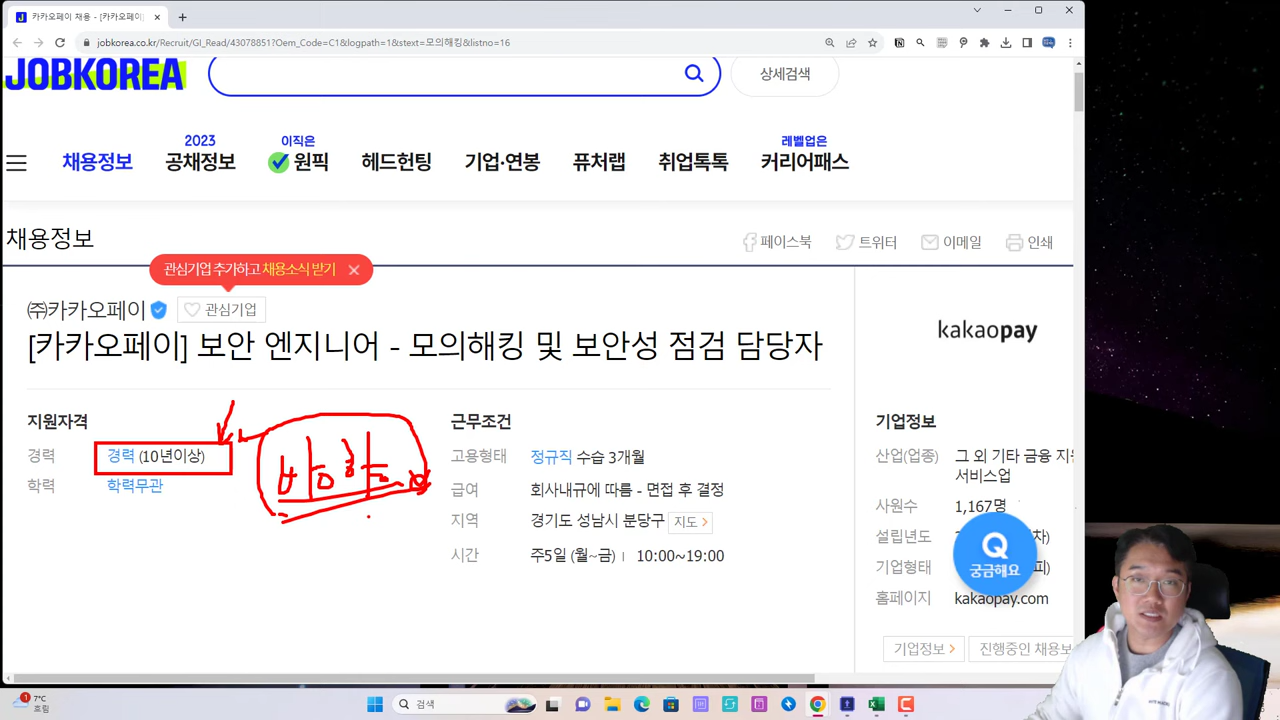 카카오페이 채용 - [카카오페이]
jobkorea.co.kr/Recruit/GI_Read/43078851?Oem_Code=C1&logpath=1&stext=모의해킹&listno=16
JOBKOREA
상세검색
2023
이직은
레벨업은
채용정보 공채정보 원픽 헤드헌팅 기업·연봉 퓨처랩 취업톡톡 커리어패스
채용정보
페이스북 트위터 이메일 인쇄
관심기업 추가하고 채용소식 받기
㈜카카오페이 관심기업
kakaopay
[카카오페이] 보안 엔지니어 - 모의해킹 및 보안성 점검 담당자
지원자격
경력 경력 (10년이상)
학력 학력무관
근무조건
고용형태 정규직 수습 3개월
급여 회사내규에 따름 - 면접 후 결정
지역 경기도 성남시 분당구 지도
시간 주5일 (월~금) 10:00~19:00
기업정보
산업(업종) 그 외 기타 금융 지원
서비스업
사원수 1,167명
설립년도
기업형태
홈페이지 kakaopay.com
Q
궁금해요
기업정보 진행중인 채용보
1
7°C
흐림
검색